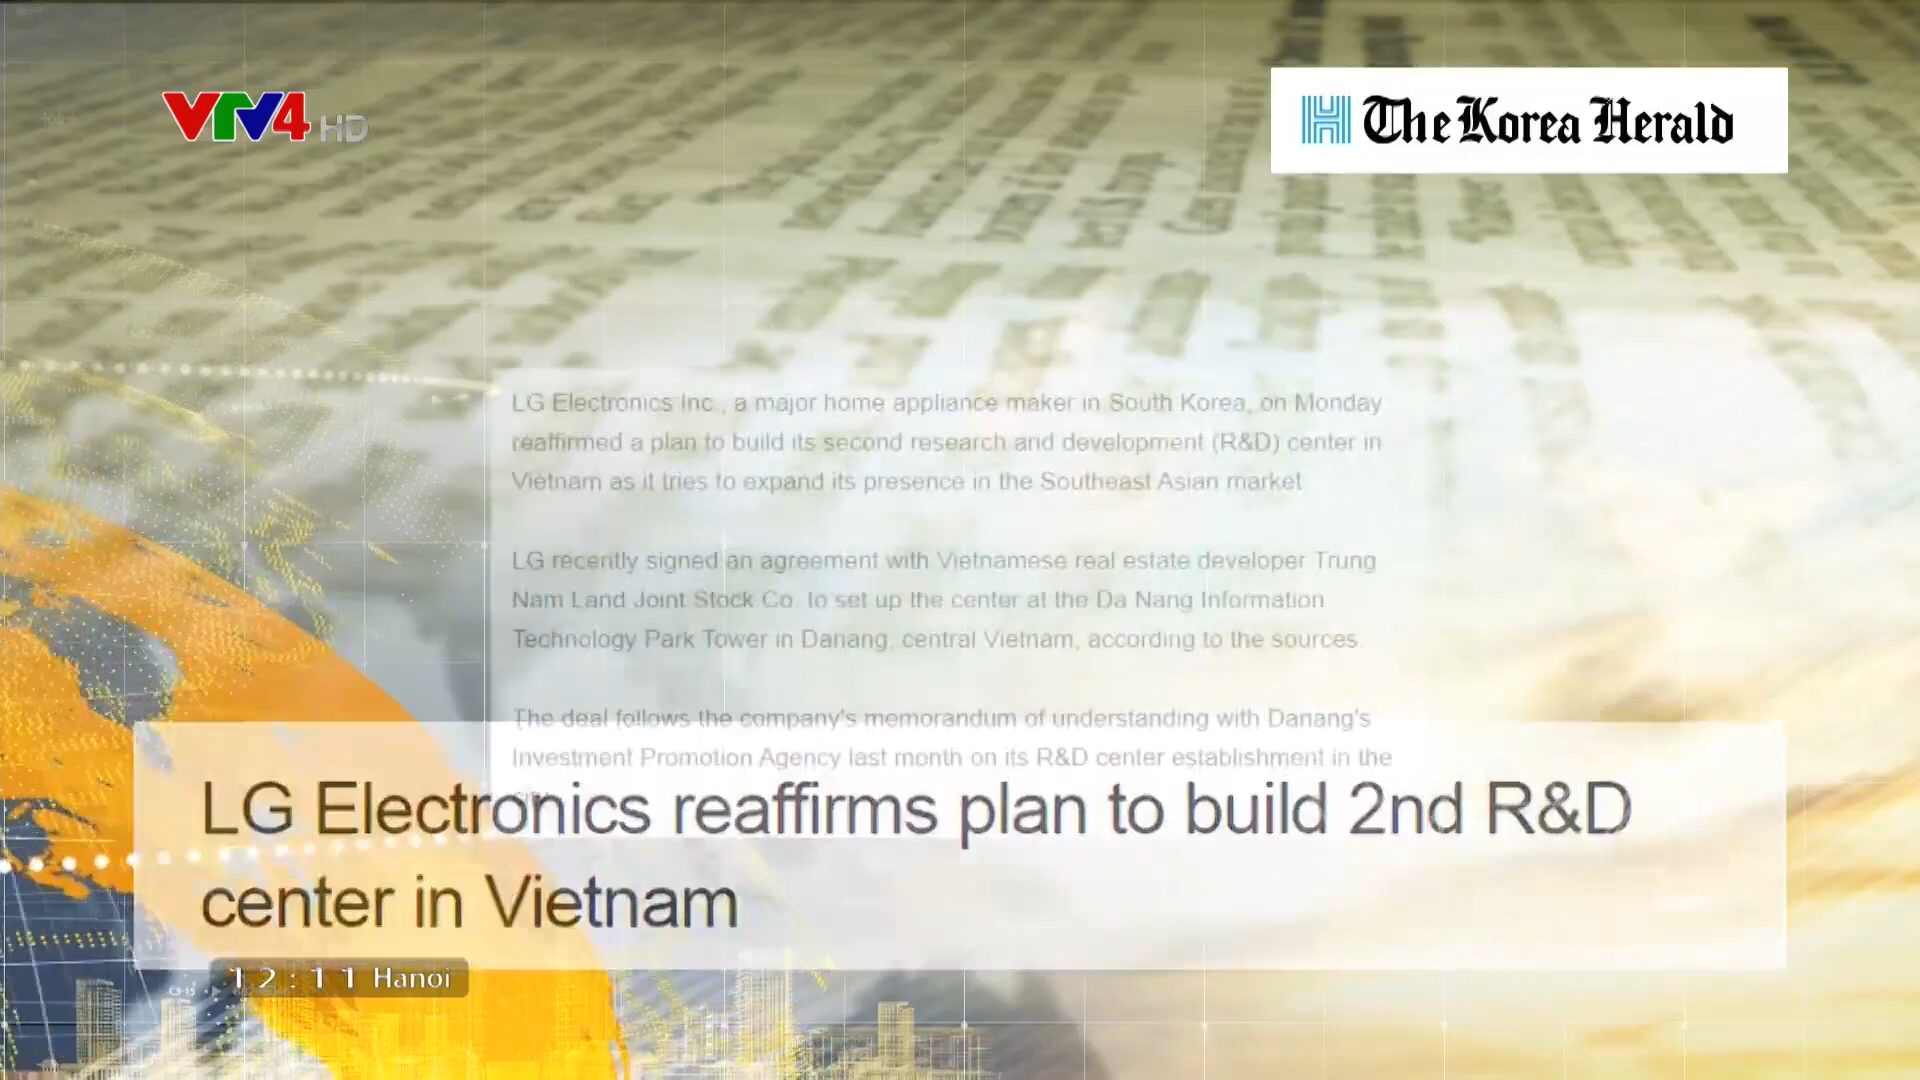 VTV4 HD
The Korea Herald
LG Electronics Inc., a major home appliance maker in South Korea, on Monday
reaffirmed a plan to build its second research and development (R&D) center in
Vietnam as it tries to expand its presence in the Southeast Asian market.
LG recently signed an agreement with Vietnamese real estate developer Trung
Nam Land Joint Stock Co. to set up the center at the Da Nang Information
Technology Park Tower in Danang, central Vietnam, according to the sources.
The deal follows the company's memorandum of understanding with Danang's
Investment Promotion Agency last month on its R&D center establishment in the
LG Electronics reaffirms plan to build 2nd R&D
center in Vietnam
12:11 Hanoi